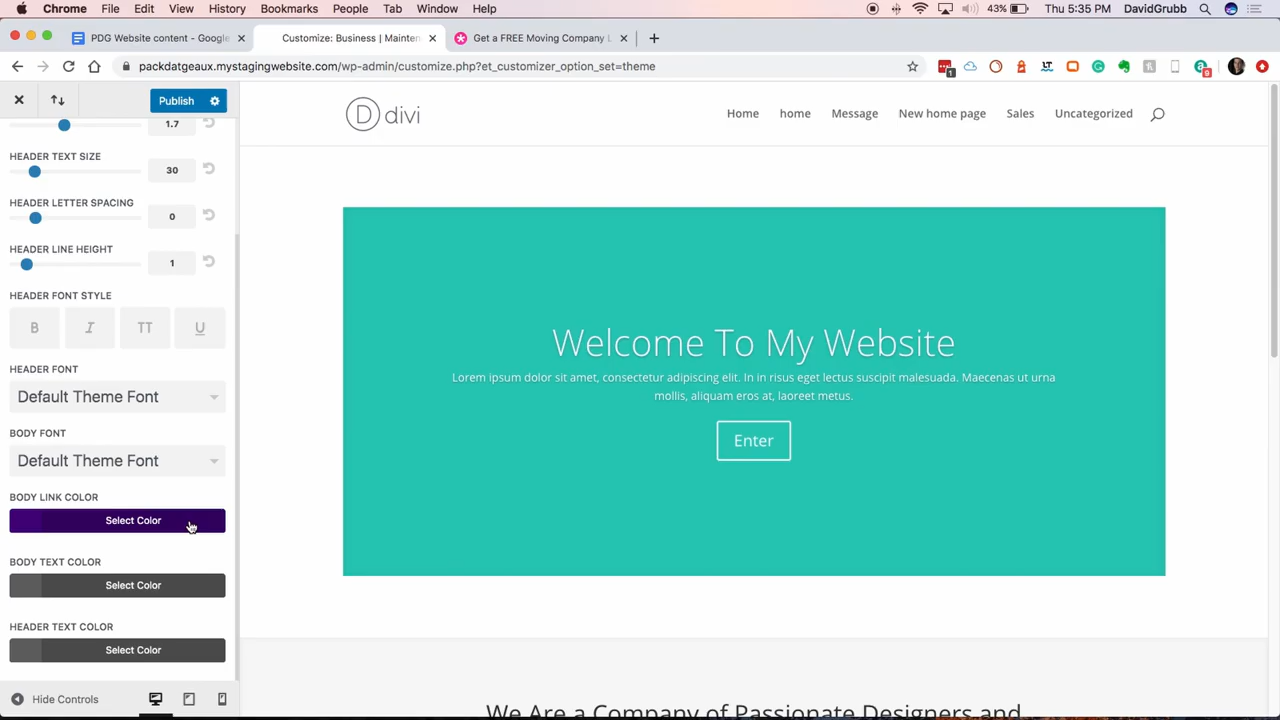 Chrome File Edit View History Bookmarks People Tab Window Help 43% Thu 5:35 PM DavidGrubb
PDG Website content - Google Customize: Business | Mainten Get a FREE Moving Company
packdatgeaux.mystagingwebsite.com/wp-admin/customize.php?et_customizer_option_set=theme
Publish
1.7
HEADER TEXT SIZE
30
HEADER LETTER SPACING
0
HEADER LINE HEIGHT
1
HEADER FONT STYLE
B I TT U
HEADER FONT
Default Theme Font
BODY FONT
Default Theme Font
BODY LINK COLOR
Select Color
BODY TEXT COLOR
Select Color
HEADER TEXT COLOR
Select Color
Hide Controls
D divi
Home home Message New home page Sales Uncategorized
Welcome To My Website
Lorem ipsum dolor sit amet, consectetur adipiscing elit. In in risus eget lectus suscipit malesuada. Maecenas ut urna
mollis, aliquam eros at, laoreet metus.
Enter
We Are a Company of Passionate Designers and